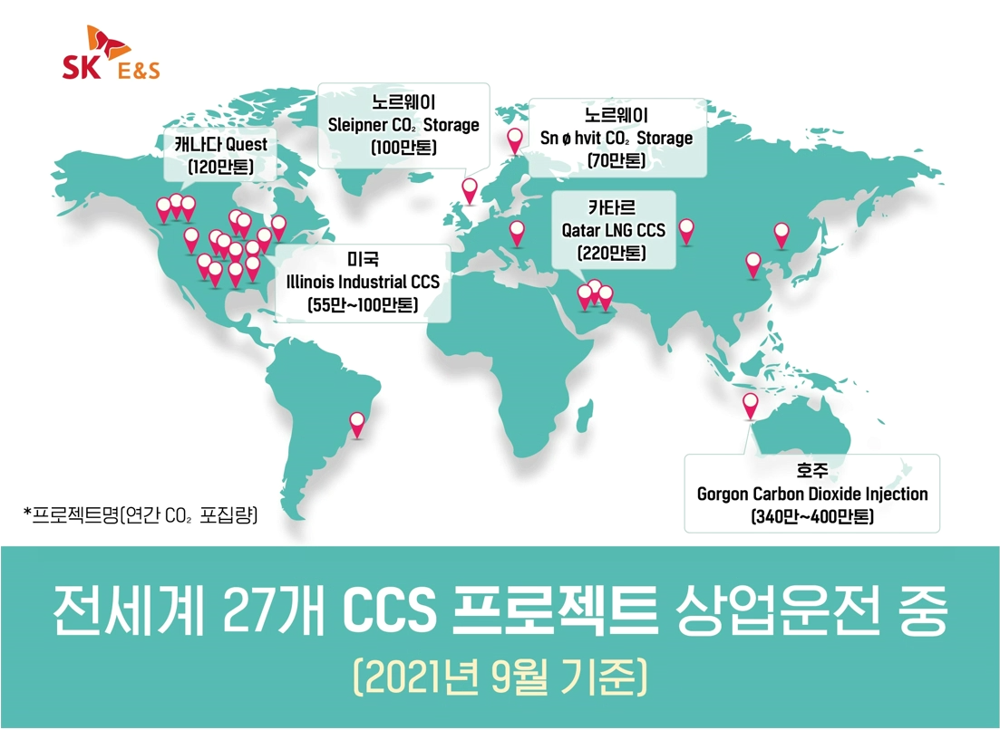 SK E&S
노르웨이
Sleipner CO₂ Storage
(100만톤)
노르웨이
Sn ø hvit CO₂ Storage
(70만톤)
캐나다 Quest
(120만톤)
카타르
Qatar LNG CCS
(220만톤)
미국
Illinois Industrial CCS
(55만~100만톤)
호주
Gorgon Carbon Dioxide Injection
(340만~400만톤)
*프로젝트명(연간 CO₂ 포집량)
전세계 27개 CCS 프로젝트 상업운전 중
(2021년 9월 기준)